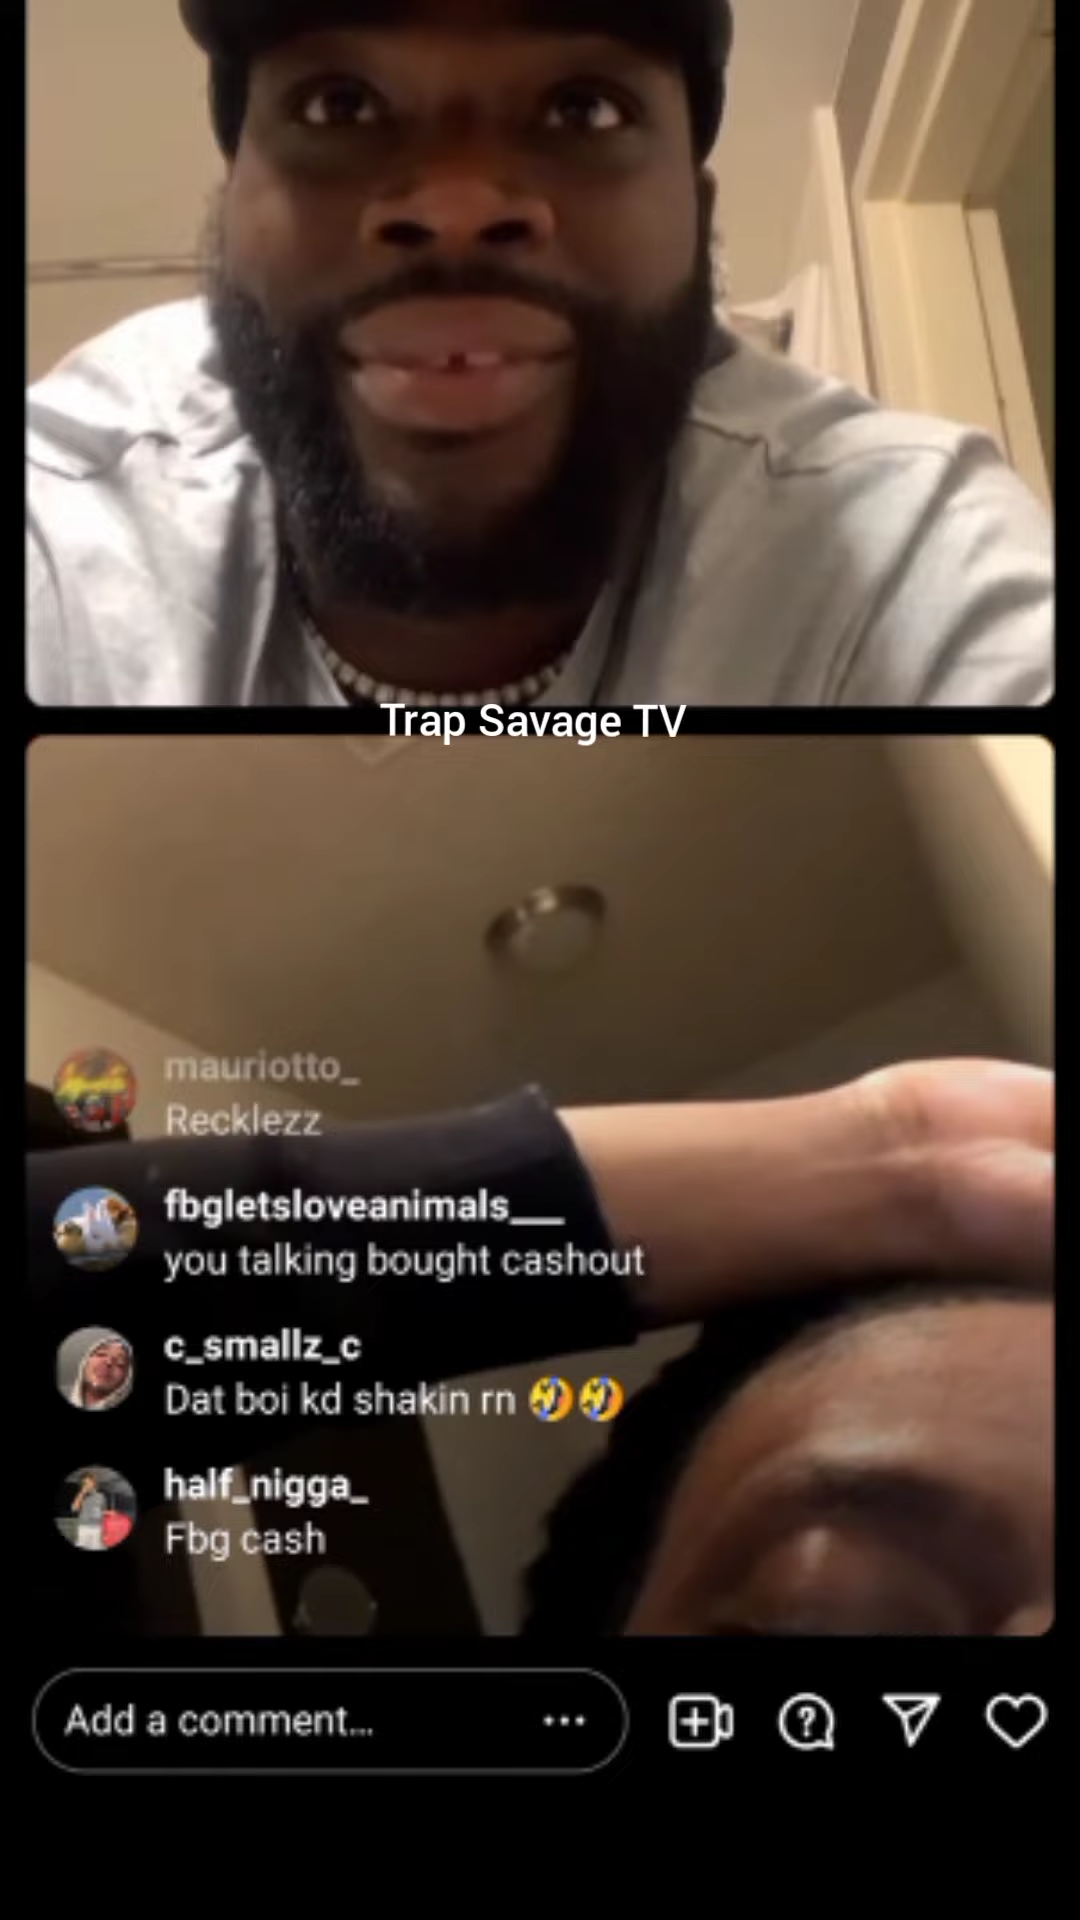 Trap Savage TV
mauriotto_
Recklezz
fbgletsloveanimals___
you talking bought cashout
c_smallz_c
Dat boi kd shakin rn 🤣🤣
half_nigga_
Fbg cash
Add a comment...